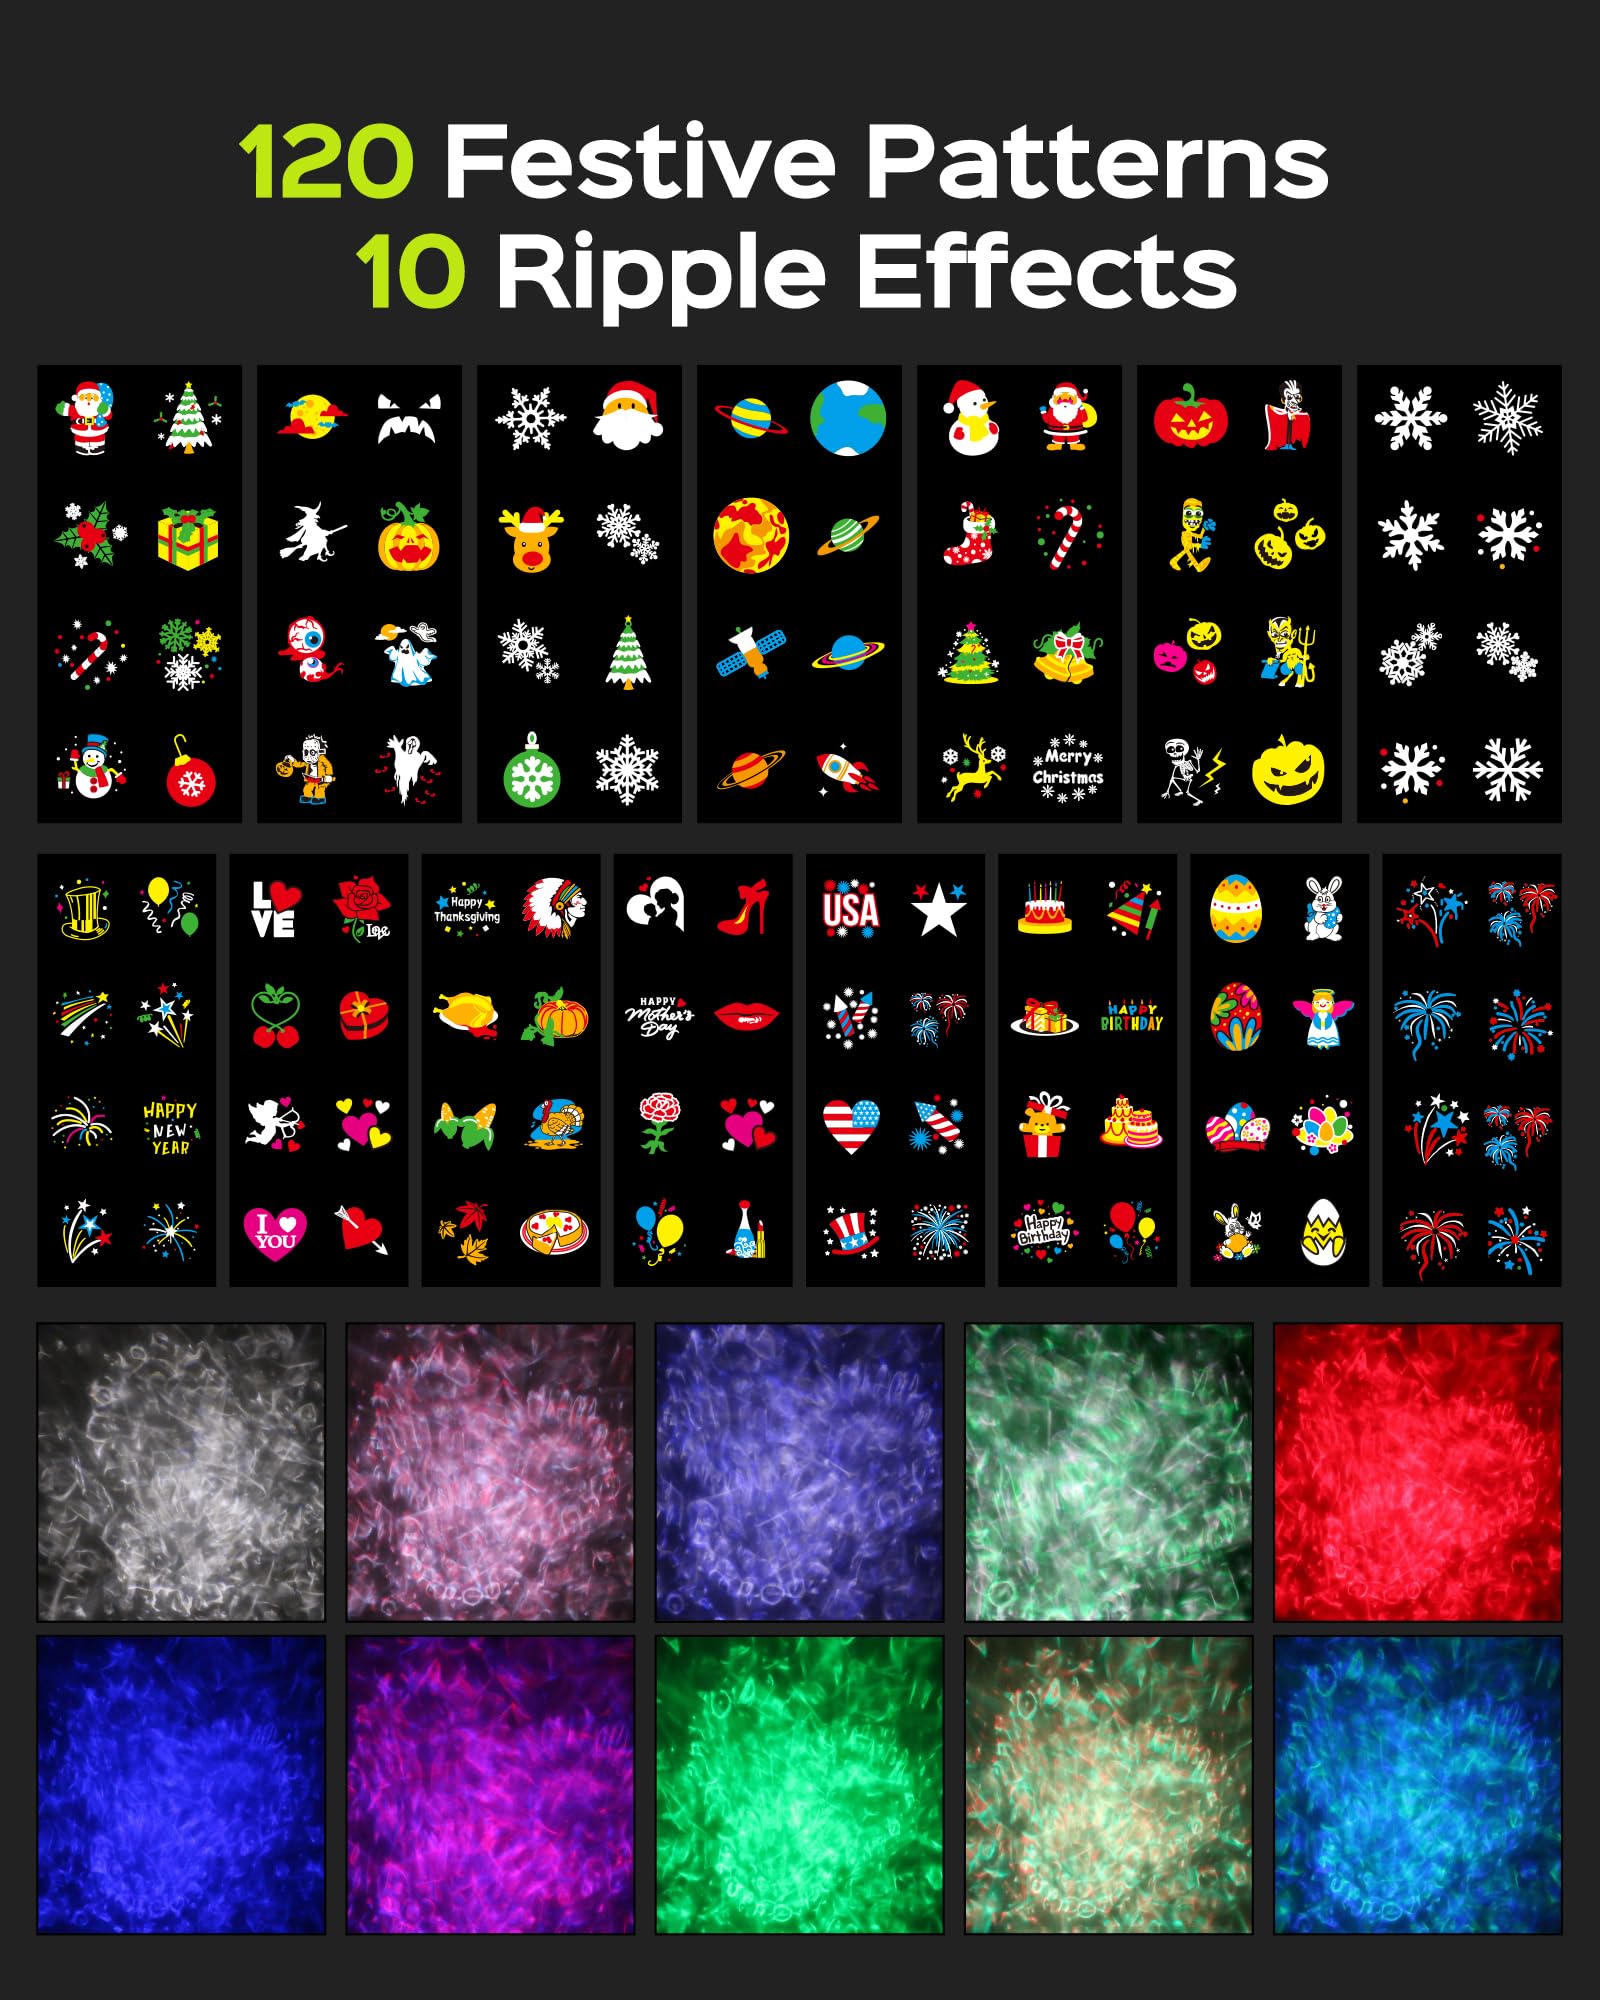 120 Festive Patterns
10 Ripple Effects
Merry
Christmas
LOVE
Love
Happy
Thanksgiving
USA
HAPPY
Mother's
Day
HAPPY
BIRTHDAY
HAPPY
NEW
YEAR
I
YOU
Happy
Birthday